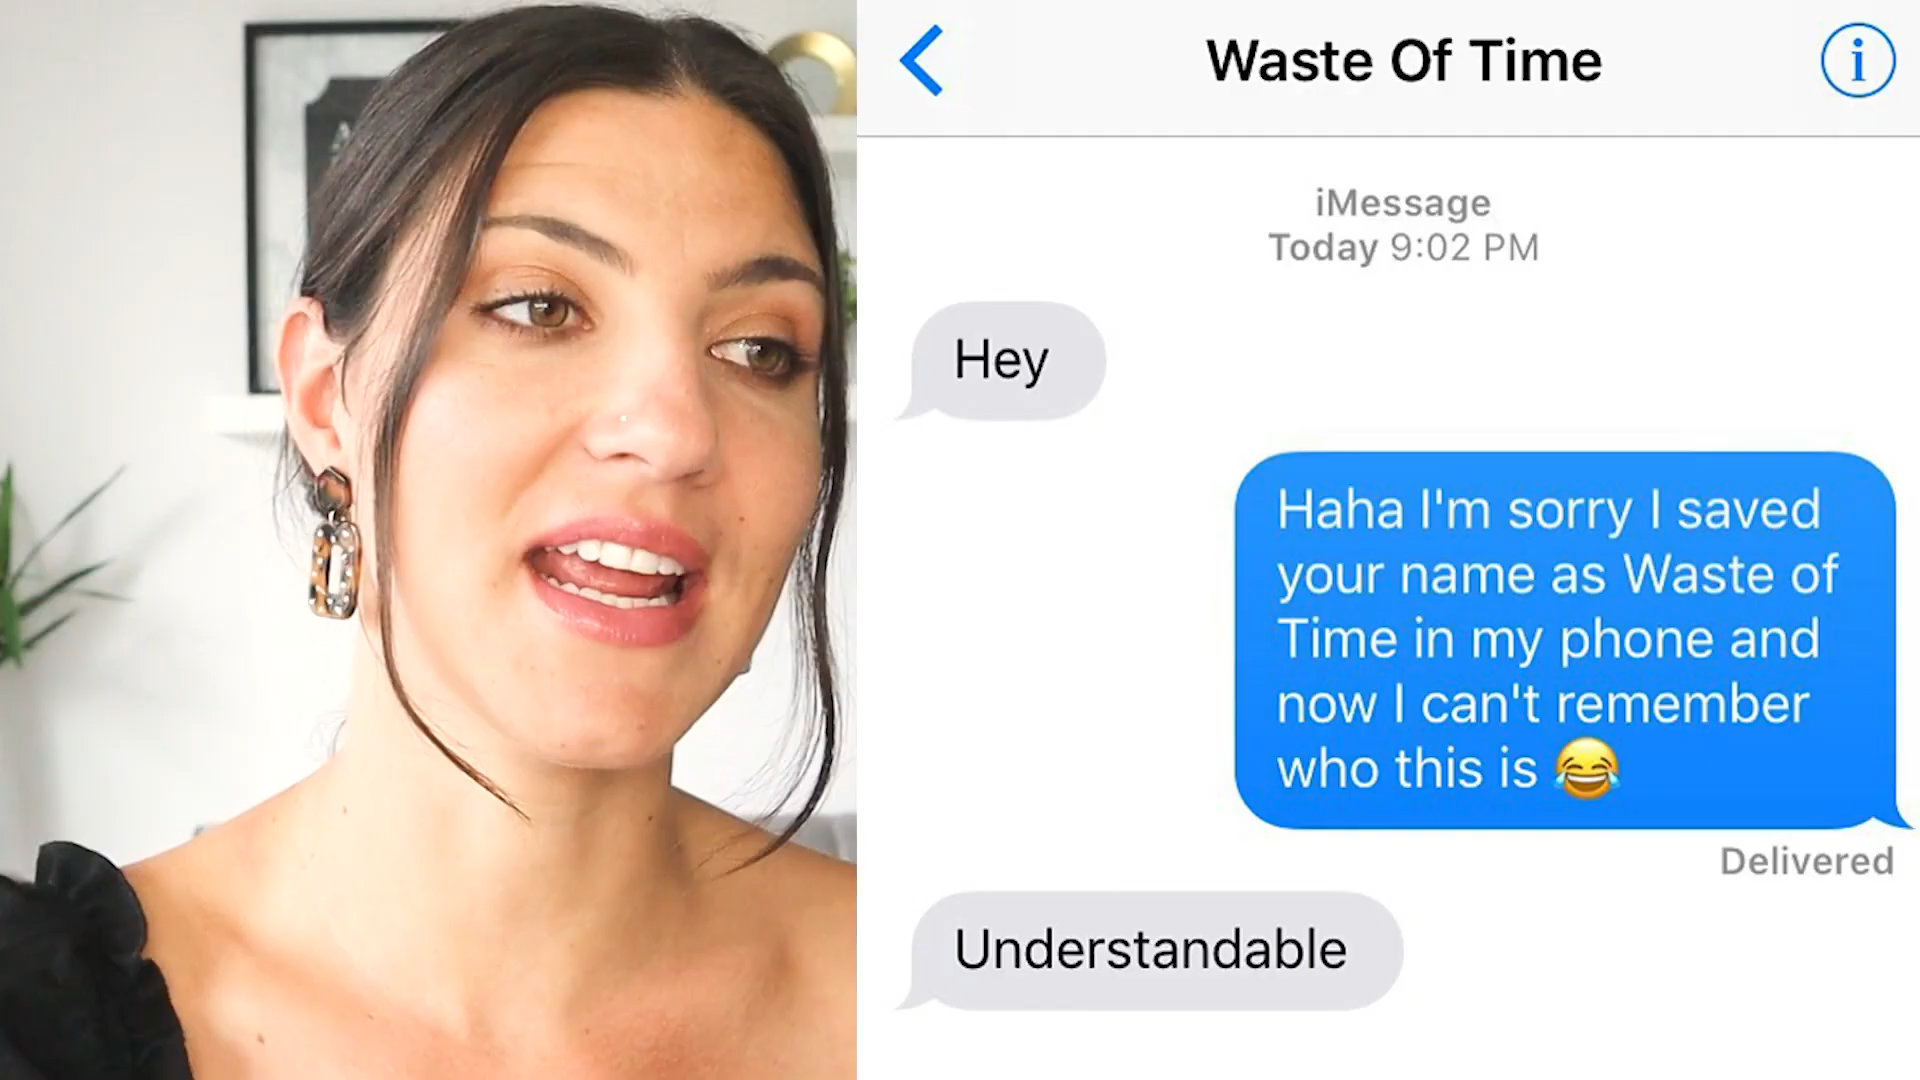 Waste Of Time
iMessage
Today 9:02 PM
Hey
Haha I'm sorry I saved
your name as Waste of
Time in my phone and
now I can't remember
who this is 😂
Delivered
Understandable